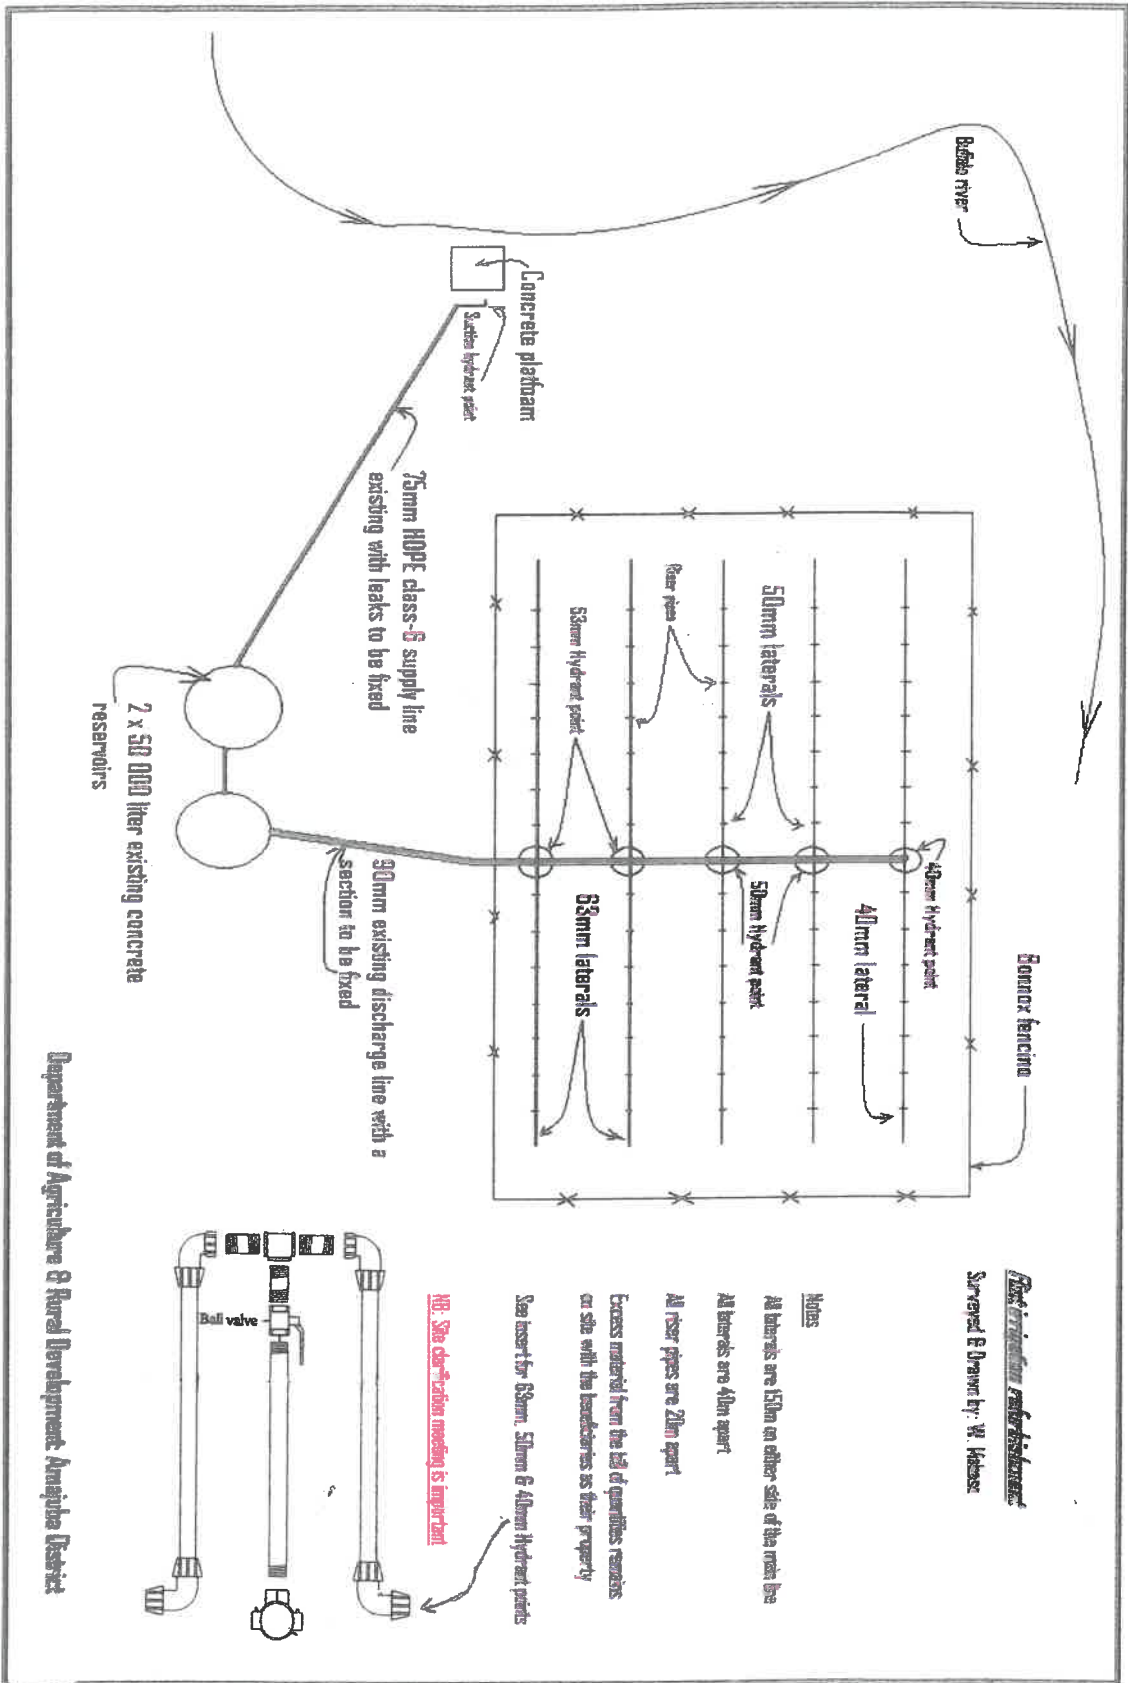 Buffalo river
Concrete platfoam
Suction hydrant point
75mm HDPE class-6 supply line
existing with leaks to be fixed
2 x 50 000 liter existing concrete
reservoirs
90mm existing discharge line with a
section to be fixed
Riser pipes
50mm laterals
63mm Hydrant point
40mm Hydrant point
50mm Hydrant point
40mm lateral
63mm laterals
Bonnox fencing
irrigation refurbishment
Surveyed & Drawn by: W.
Notes
All laterals are 150m on either side of the main line
All laterals are 40m apart
All riser pipes are 20m apart
Excess material from the bill of quantities remains
on site with the beneficiaries as their property
See insert for 63mm, 50mm & 40mm Hydrant points
NB: Site clarification meeting is important
Ball valve
Department of Agriculture & Rural Development: Amajuba District